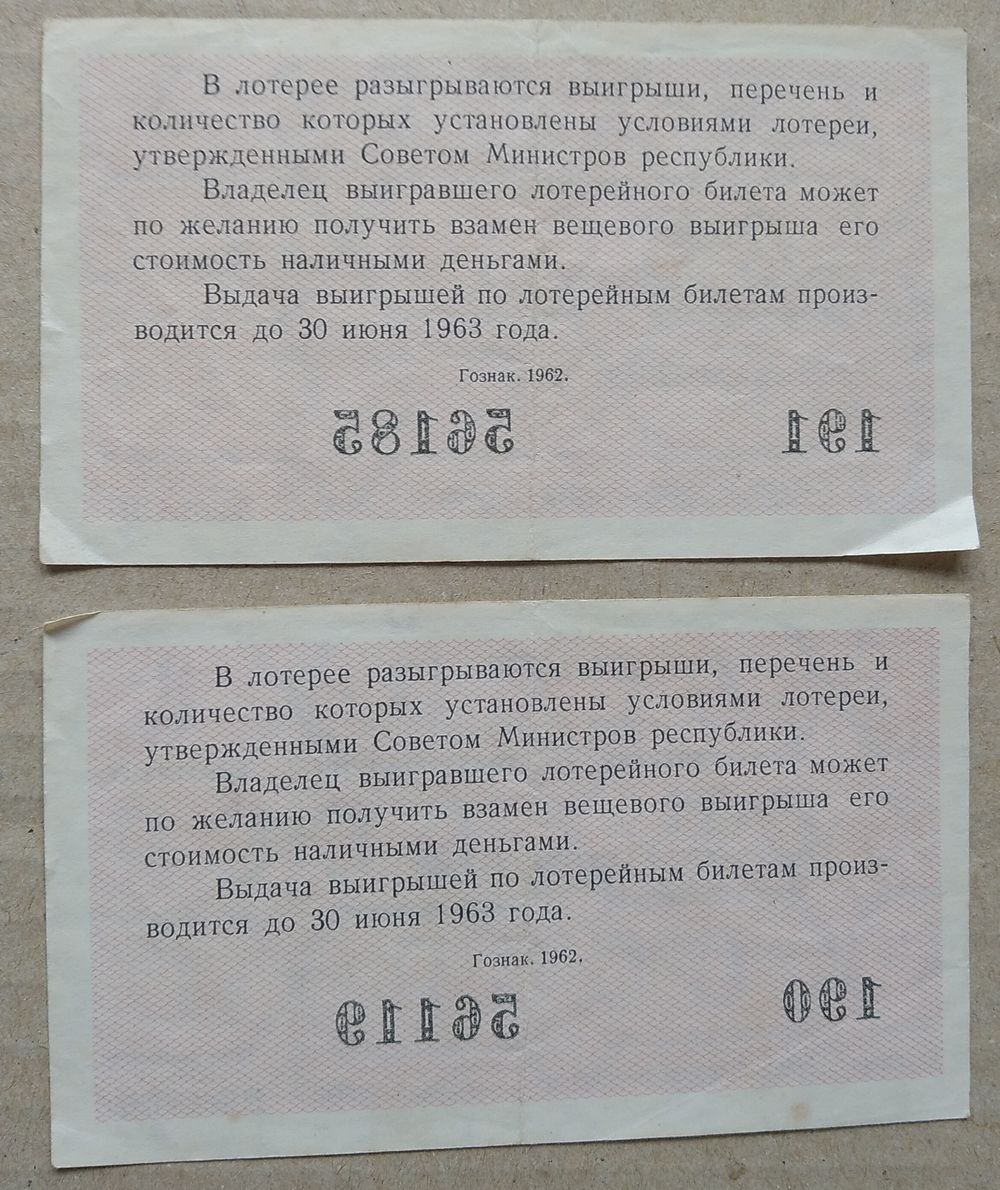 В лотерее разыгрываются выигрыши, перечень и
количество которых установлены условиями лотереи,
утвержденными Советом Министров республики.
Владелец выигравшего лотерейного билета может
по желанию получить взамен вещевого выигрыша его
стоимость наличными деньгами.
Выдача выигрышей по лотерейным билетам произ-
водится до 30 июня 1963 года.
Гознак. 1962.
56185 191
В лотерее разыгрываются выигрыши, перечень и
количество которых установлены условиями лотереи,
утвержденными Советом Министров республики.
Владелец выигравшего лотерейного билета может
по желанию получить взамен вещевого выигрыша его
стоимость наличными деньгами.
Выдача выигрышей по лотерейным билетам произ-
водится до 30 июня 1963 года.
Гознак. 1962.
56119 190